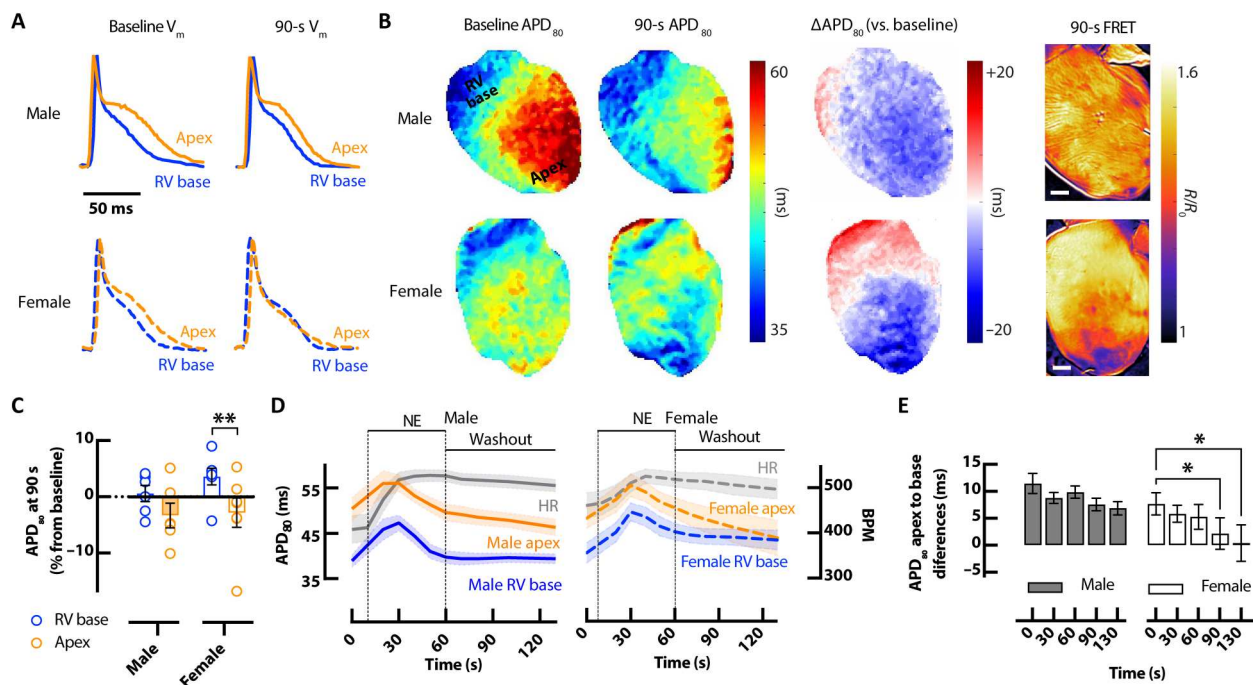 A
Baseline Vm
90-s Vm
Male
Apex
RV base
Apex
RV base
50 ms
Female
Apex
RV base
Apex
RV base
B
Baseline APD80
90-s APD80
ΔAPD80 (vs. baseline)
90-s FRET
Male
RV base
Apex
60
(ms)
35
+20
(ms)
−20
1.6
R/R0
1
Female
C
APD80 at 90 s
(% from baseline)
10
0
−10
**
RV base
Apex
Male
Female
D
NE
Male
Washout
APD80 (ms)
55
45
35
HR
Male apex
Male RV base
0
30
60
90
130
Time (s)
NE
Female
Washout
HR
Female apex
Female RV base
500
400
300
BPM
0
30
60
90
130
Time (s)
E
APD80 apex to base
differences (ms)
15
10
5
0
−5
*
*
Male
Female
0
30
60
90
130
0
30
60
90
130
Time (s)